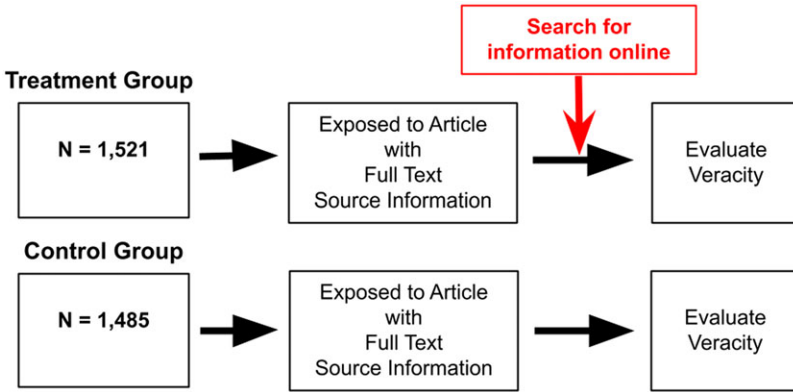 Search for
information online
Treatment Group
N = 1,521
Exposed to Article
with
Full Text
Source Information
Evaluate
Veracity
Control Group
N = 1,485
Exposed to Article
with
Full Text
Source Information
Evaluate
Veracity